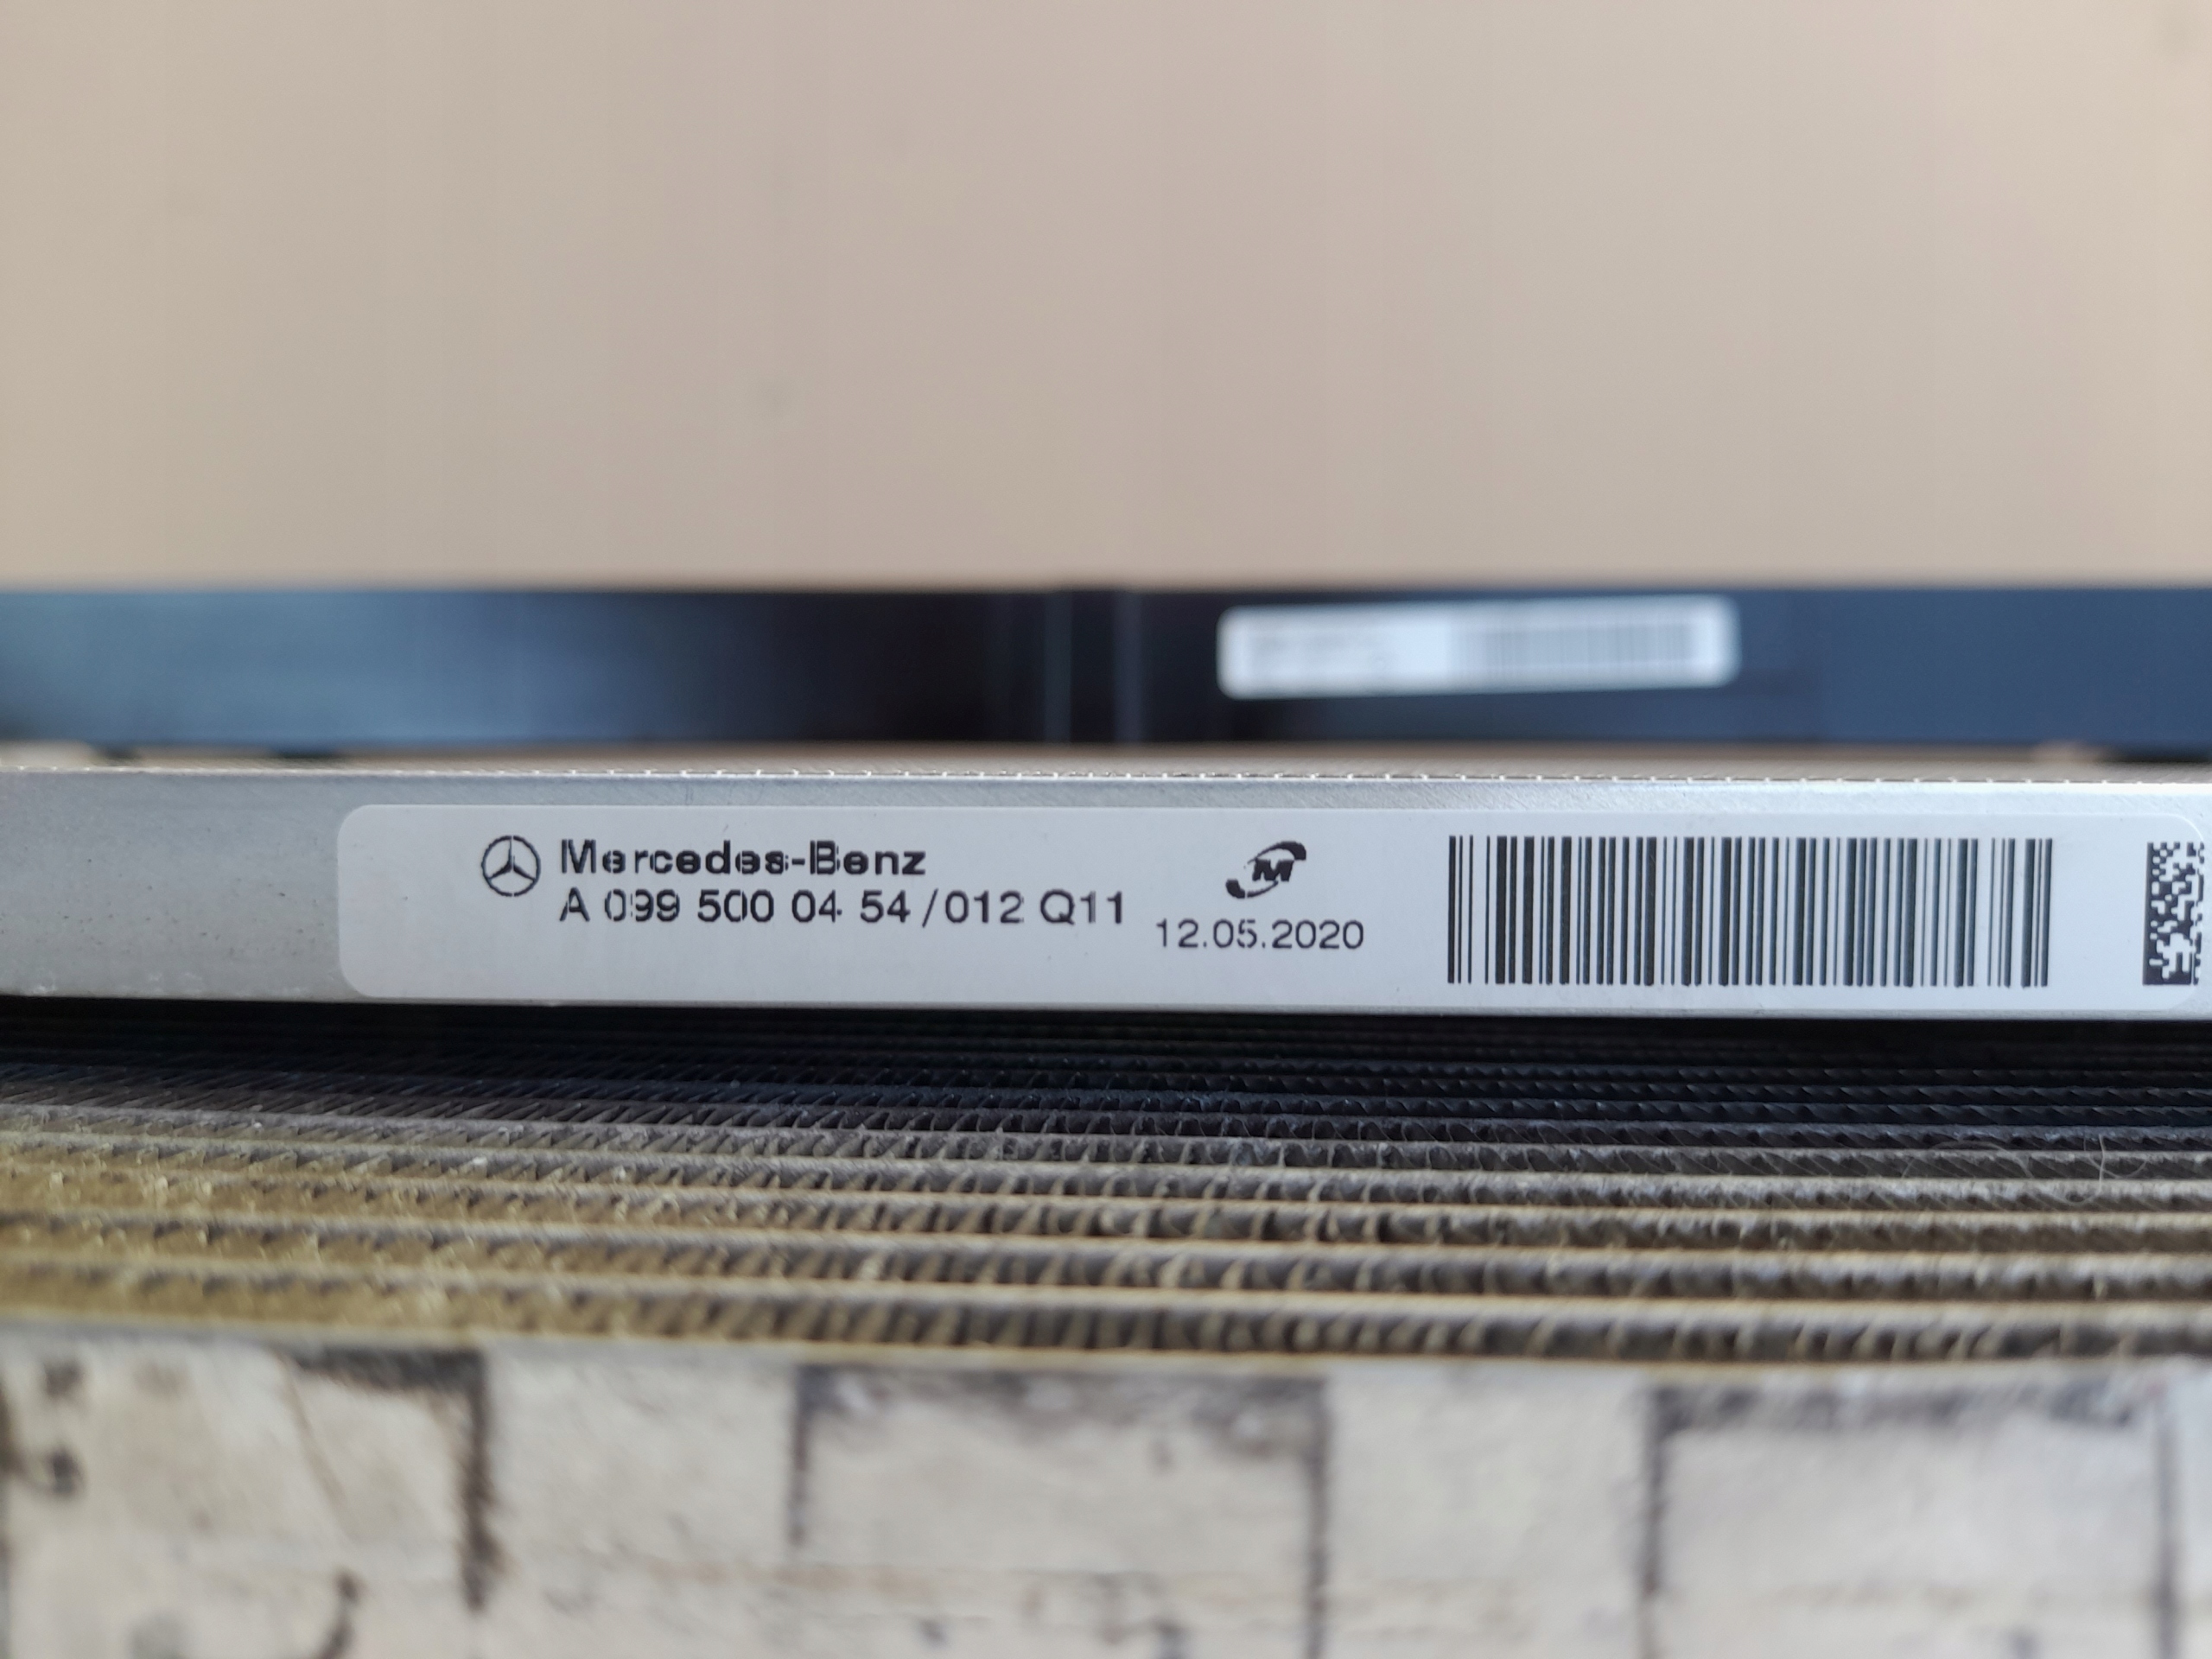 Mercedes-Benz
A 099 500 04 54 /012 Q11
M
12.05.2020